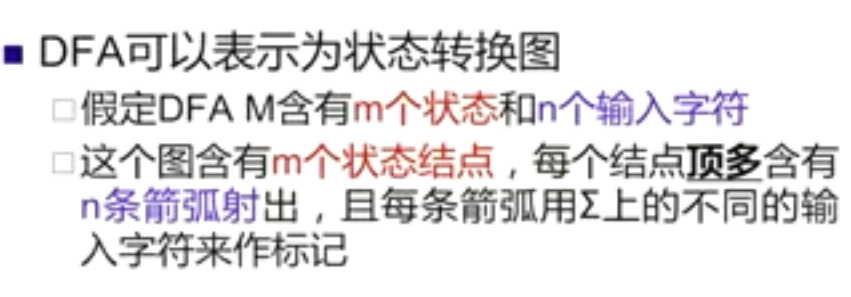 DFA可以表示为状态转换图
假定DFA M含有m个状态和n个输入字符
这个图含有m个状态结点，每个结点顶多含有
n条箭弧射出，且每条箭弧用Σ上的不同的输
入字符来作标记